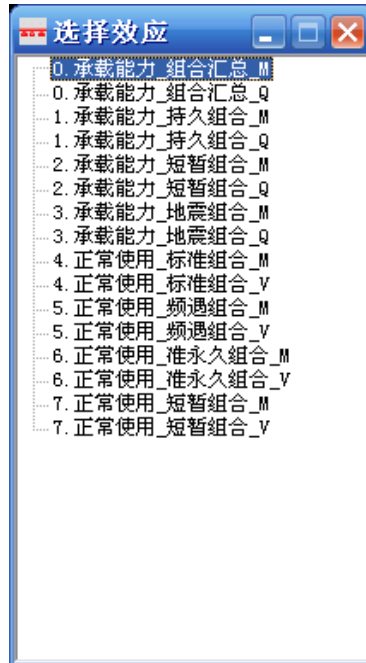 选择效应
0.承载能力_组合汇总_M
0.承载能力_组合汇总_Q
1.承载能力_持久组合_M
1.承载能力_持久组合_Q
2.承载能力_短暂组合_M
2.承载能力_短暂组合_Q
3.承载能力_地震组合_M
3.承载能力_地震组合_Q
4.正常使用_标准组合_M
4.正常使用_标准组合_V
5.正常使用_频遇组合_M
5.正常使用_频遇组合_V
6.正常使用_准永久组合_M
6.正常使用_准永久组合_V
7.正常使用_短暂组合_M
7.正常使用_短暂组合_V